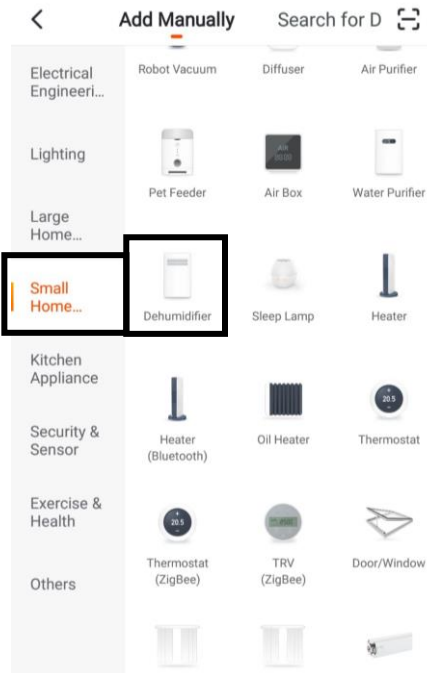 Add Manually
Search for D
Electrical
Engineeri...
Lighting
Large
Home...
Small
Home...
Kitchen
Appliance
Security &
Sensor
Exercise &
Health
Others
Robot Vacuum
Diffuser
Air Purifier
Pet Feeder
Air Box
Water Purifier
Dehumidifier
Sleep Lamp
Heater
Heater
(Bluetooth)
Oil Heater
20.5
Thermostat
20.5
Thermostat
(ZigBee)
TRV
(ZigBee)
Door/Window